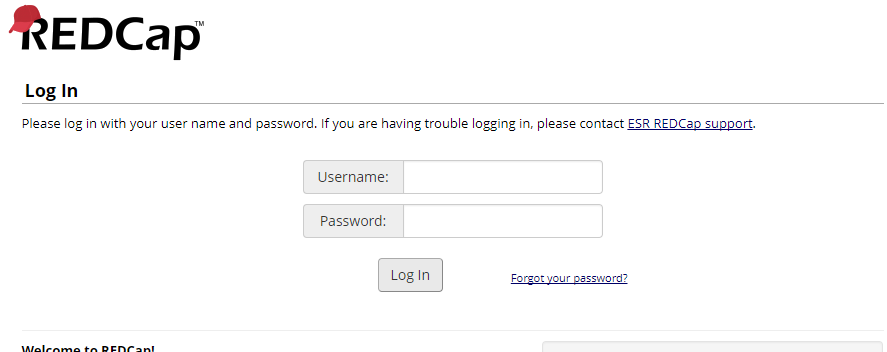 REDCap™
Log In
Please log in with your user name and password. If you are having trouble logging in, please contact ESR REDCap support.
Username:
Password:
Log In
Forgot your password?
Welcome to REDCap!